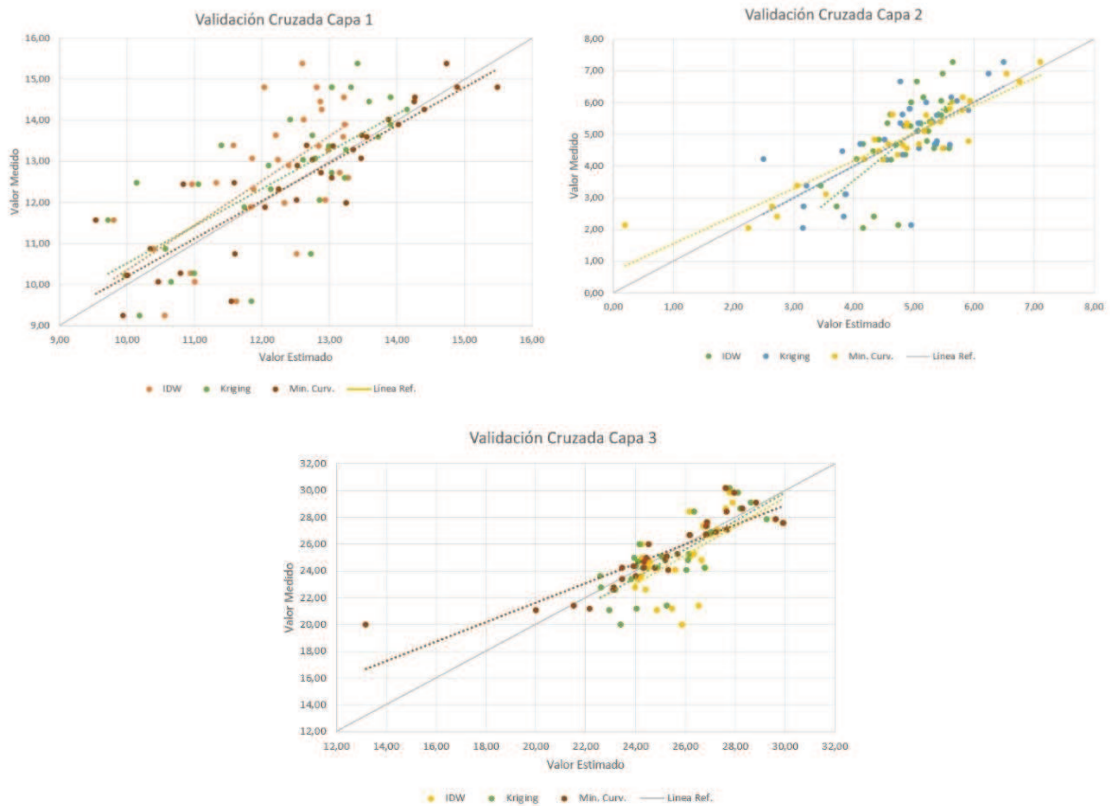 Validación Cruzada Capa 1
16,00
15,00
14,00
13,00
12,00
11,00
10,00
9,00
Valor Medido
9,00 10,00 11,00 12,00 13,00 14,00 15,00 16,00
Valor Estimado
IDW Kriging Min. Curv. Línea Ref.
Validación Cruzada Capa 2
8,00
7,00
6,00
5,00
4,00
3,00
2,00
1,00
0,00
Valor Medido
0,00 1,00 2,00 3,00 4,00 5,00 6,00 7,00 8,00
Valor Estimado
IDW Kriging Min. Curv. Línea Ref.
Validación Cruzada Capa 3
32,00
30,00
28,00
26,00
24,00
22,00
20,00
18,00
16,00
14,00
12,00
Valor Medido
12,00 14,00 16,00 18,00 20,00 22,00 24,00 26,00 28,00 30,00 32,00
Valor Estimado
IDW Kriging Min. Curv. Línea Ref.